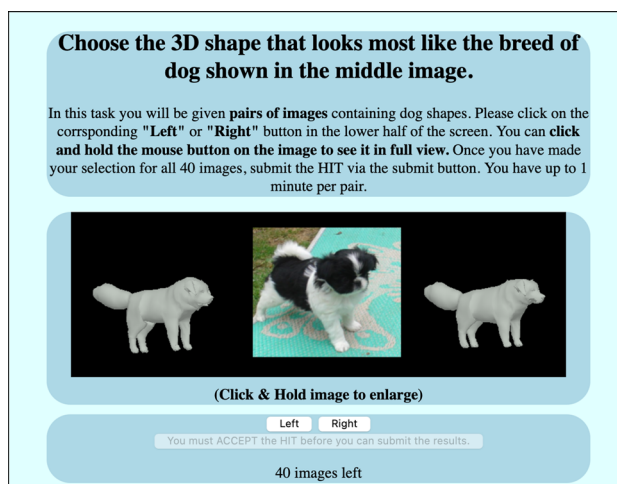 Choose the 3D shape that looks most like the breed of
dog shown in the middle image.
In this task you will be given pairs of images containing dog shapes. Please click on the
corrsponding "Left" or "Right" button in the lower half of the screen. You can click
and hold the mouse button on the image to see it in full view. Once you have made
your selection for all 40 images, submit the HIT via the submit button. You have up to 1
minute per pair.
(Click & Hold image to enlarge)
Left Right
You must ACCEPT the HIT before you can submit the results.
40 images left